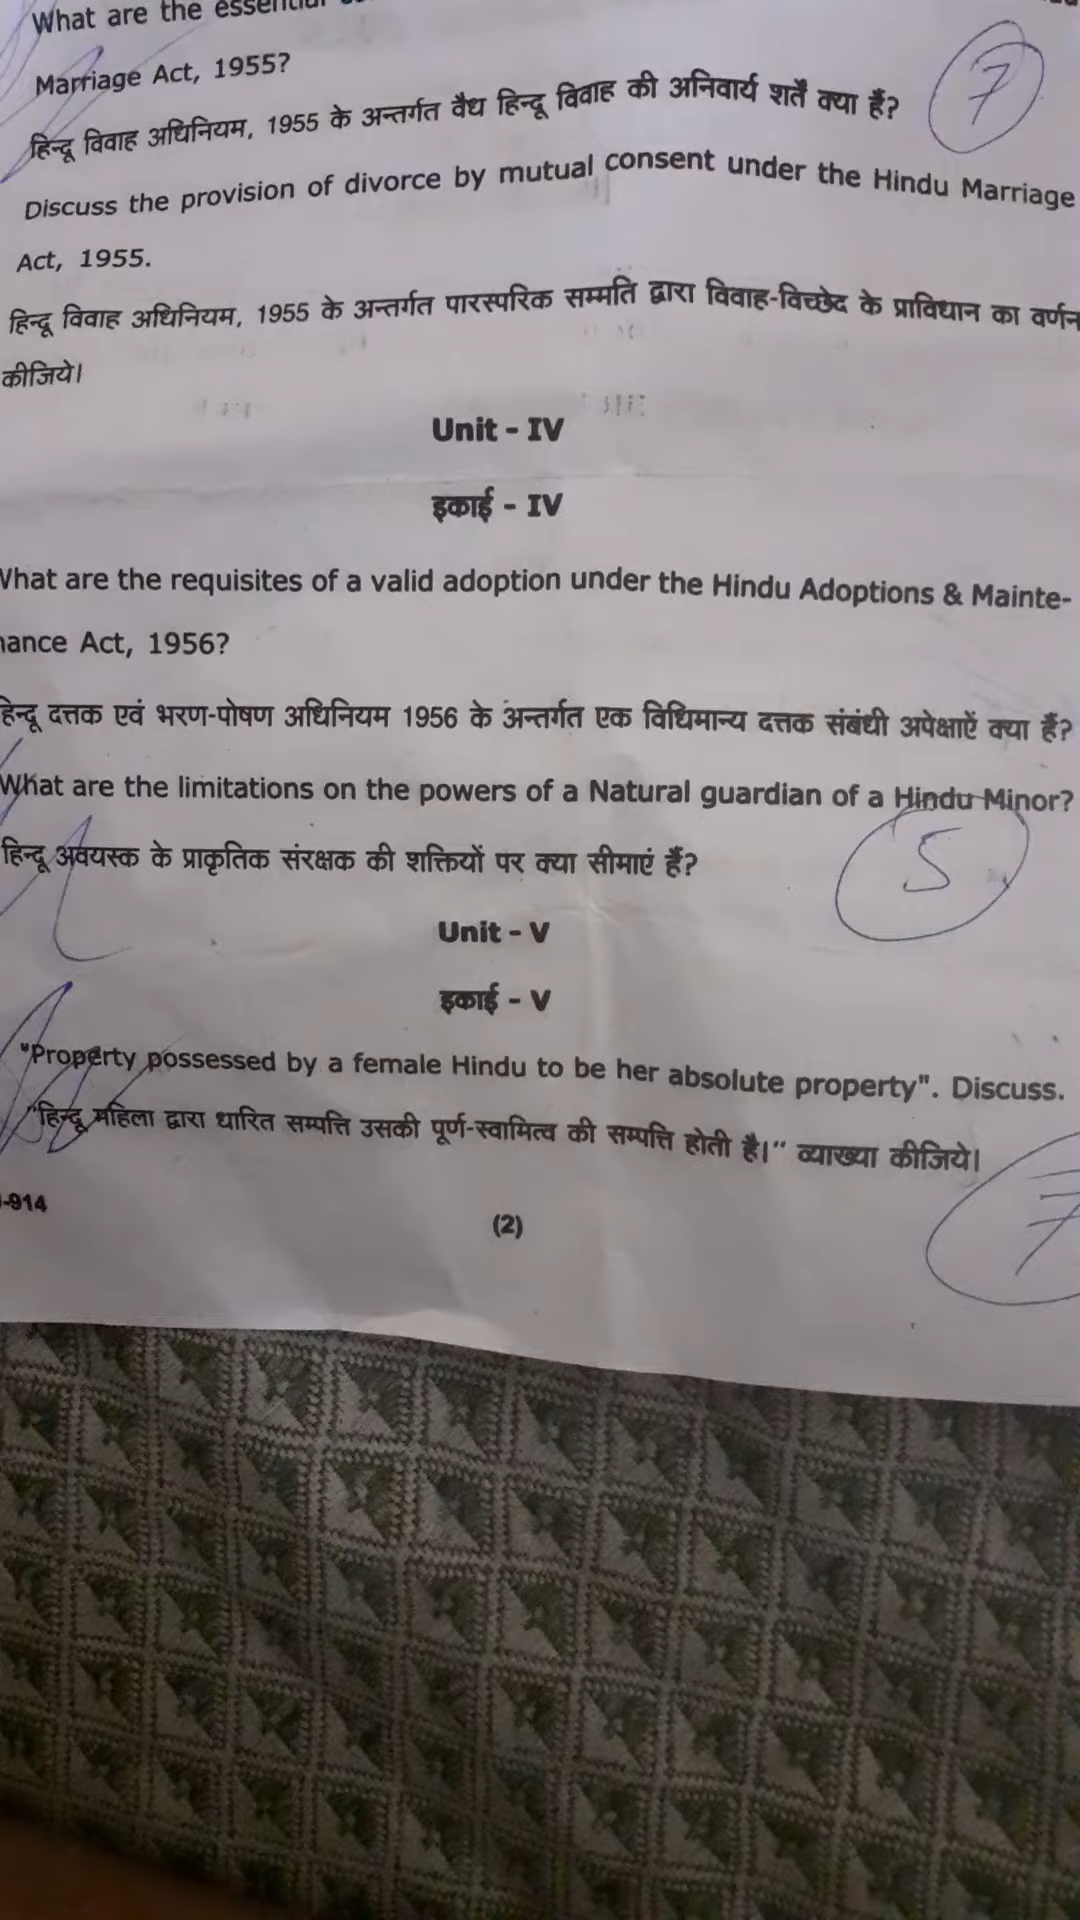 What are the essential
Marriage Act, 1955?
7
हिन्दू विवाह अधिनियम, 1955 के अन्तर्गत वैध हिन्दू विवाह की अनिवार्य शर्तें क्या हैं?
Discuss the provision of divorce by mutual consent under the Hindu Marriage
Act, 1955.
हिन्दू विवाह अधिनियम, 1955 के अन्तर्गत पारस्परिक सम्मति द्वारा विवाह-विच्छेद के प्राविधान का वर्णन
कीजिये।
Unit - IV
इकाई - IV
What are the requisites of a valid adoption under the Hindu Adoptions & Mainte-
nance Act, 1956?
हिन्दू दत्तक एवं भरण-पोषण अधिनियम 1956 के अन्तर्गत एक विधिमान्य दत्तक संबंधी अपेक्षाऐं क्या हैं?
What are the limitations on the powers of a Natural guardian of a Hindu Minor?
हिन्दू अवयस्क के प्राकृतिक संरक्षक की शक्तियों पर क्या सीमाएं हैं?
5
Unit - V
इकाई - V
"Property possessed by a female Hindu to be her absolute property". Discuss.
"हिन्दू महिला द्वारा धारित सम्पत्ति उसकी पूर्ण-स्वामित्व की सम्पत्ति होती है।" व्याख्या कीजिये।
7
-914
(2)